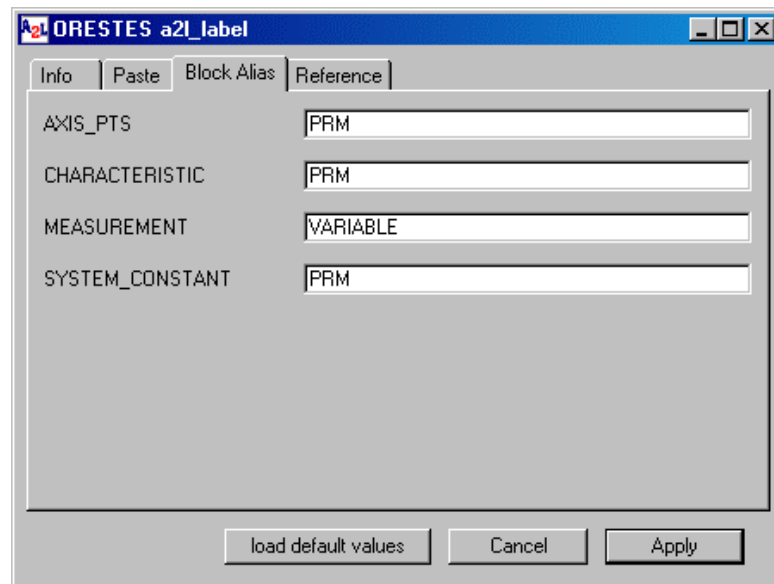 A2L ORESTES a2l_label
Info Paste Block Alias Reference
AXIS_PTS PRM
CHARACTERISTIC PRM
MEASUREMENT VARIABLE
SYSTEM_CONSTANT PRM
load default values Cancel Apply